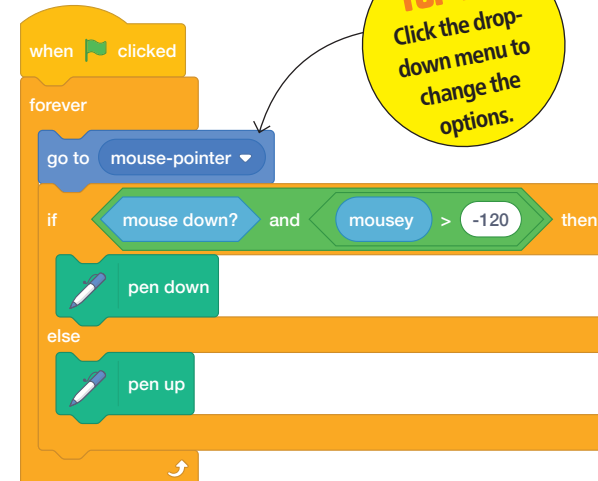 Click the drop-
down menu to
change the
options.
when clicked
forever
go to mouse-pointer
if mouse down? and mousey > -120 then
pen down
else
pen up